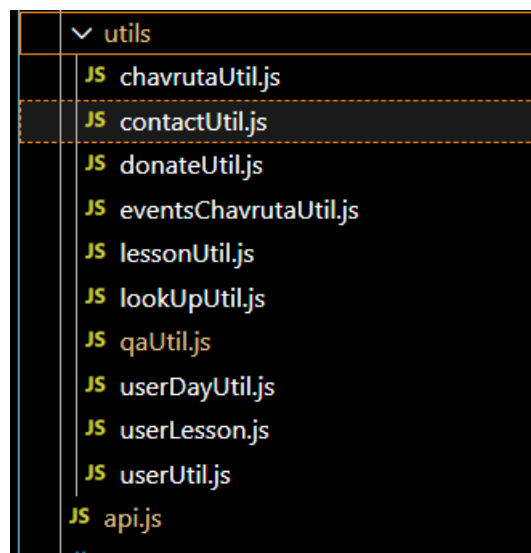 utils
JS chavrutaUtil.js
JS contactUtil.js
JS donateUtil.js
JS eventsChavrutaUtil.js
JS lessonUtil.js
JS lookUpUtil.js
JS qaUtil.js
JS userDayUtil.js
JS userLesson.js
JS userUtil.js
JS api.js